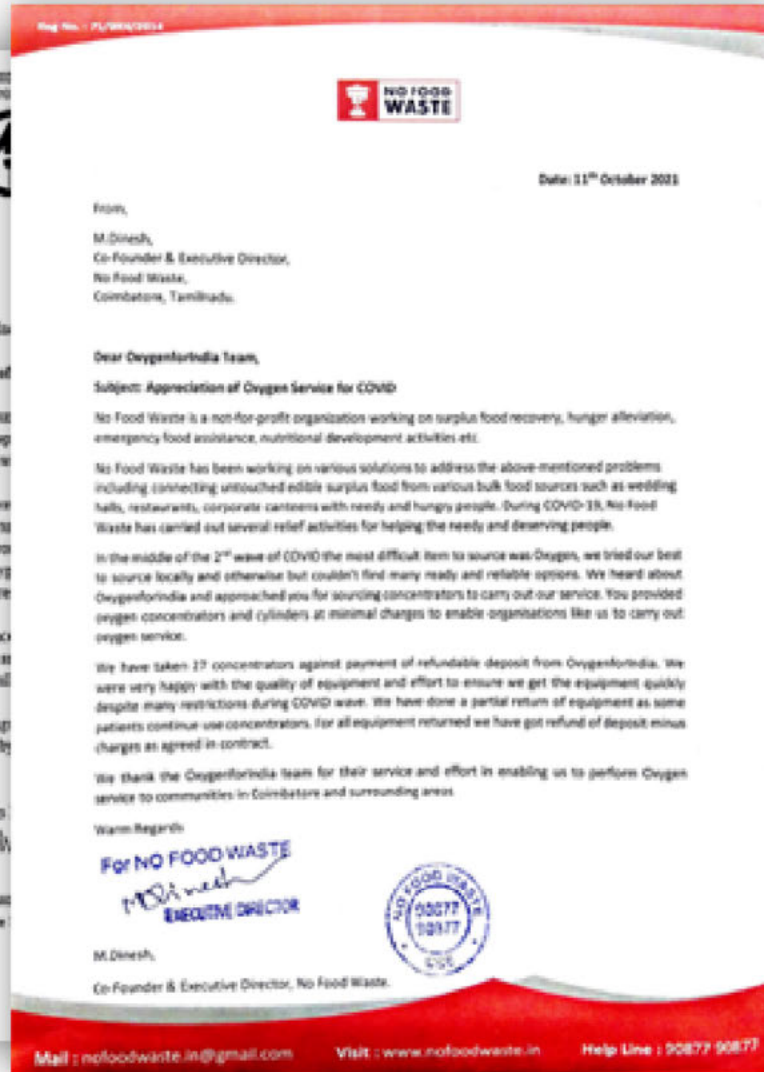 NO FOOD
WASTE
Date: 11th October 2021
From,
M.Dinesh,
Co-Founder & Executive Director,
No Food Waste,
Coimbatore, Tamilnadu.
Dear OxygenforIndia Team,
Subject: Appreciation of Oxygen Service for COVID
No Food Waste is a not-for-profit organization working on surplus food recovery, hunger alleviation,
emergency food assistance, nutritional development activities etc.
No Food Waste has been working on various solutions to address the above-mentioned problems
including connecting untouched edible surplus food from various bulk food sources such as wedding
halls, restaurants, corporate canteens with needy and hungry people. During COVID-19, No Food
Waste has carried out several relief activities for helping the needy and deserving people.
In the middle of the 2nd wave of COVID the most difficult item to source was Oxygen, we tried our best
to source locally and otherwise but couldn't find many ready and reliable options. We heard about
OxygenforIndia and approached you for sourcing concentrators to carry out our service. You provided
oxygen concentrators and cylinders at minimal charges to enable organisations like us to carry out
oxygen service.
We have taken 27 concentrators against payment of refundable deposit from OxygenforIndia. We
were very happy with the quality of equipment and effort to ensure we get the equipment quickly
despite many restrictions during COVID wave. We have done a partial return of equipment as some
patients continue use concentrators. For all equipment returned we have got refund of deposit minus
charges as agreed in contract.
We thank the OxygenforIndia team for their service and effort in enabling us to perform Oxygen
service to communities in Coimbatore and surrounding areas
Warm Regards
For NO FOOD WASTE
MDinesh
EXECUTIVE DIRECTOR
NO FOOD WASTE
90877
90877
M.Dinesh,
Co-Founder & Executive Director, No Food Waste.
Mail : nofoodwaste.in@gmail.com Visit : www.nofoodwaste.in Help Line : 90877 90877